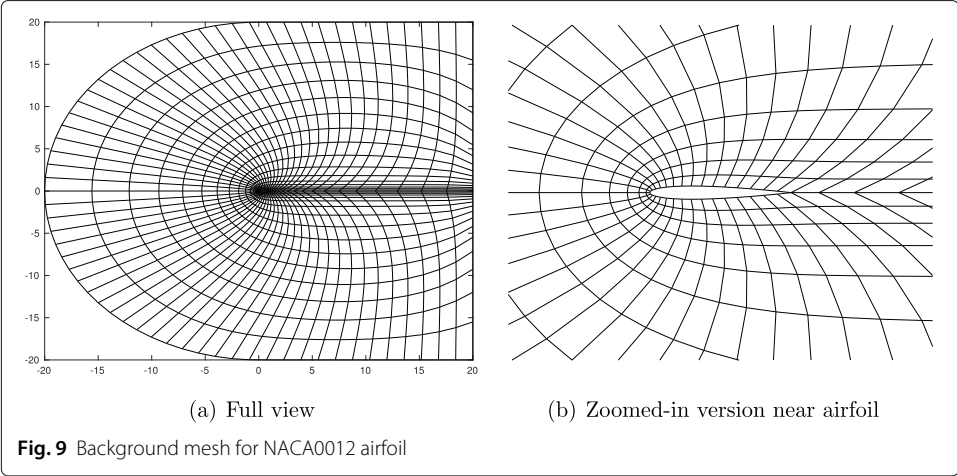 20
15
10
5
0
-5
-10
-15
-20
-20 -15 -10 -5 0 5 10 15 20
(a) Full view
(b) Zoomed-in version near airfoil
Fig. 9 Background mesh for NACA0012 airfoil